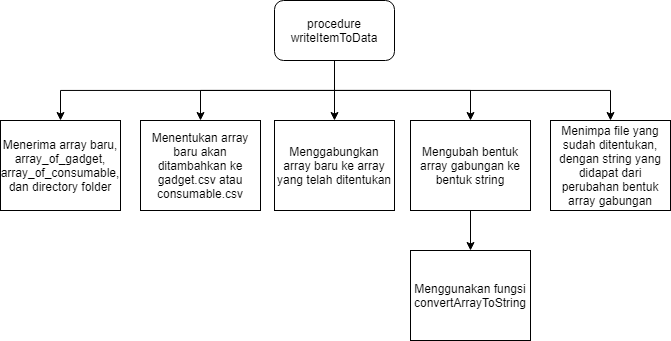 procedure
writeItemToData
Menerima array baru,
array_of_gadget,
array_of_consumable,
dan directory folder
Menentukan array
baru akan
ditambahkan ke
gadget.csv atau
consumable.csv
Menggabungkan
array baru ke array
yang telah ditentukan
Mengubah bentuk
array gabungan ke
bentuk string
Menimpa file yang
sudah ditentukan,
dengan string yang
didapat dari
perubahan bentuk
array gabungan
Menggunakan fungsi
convertArrayToString